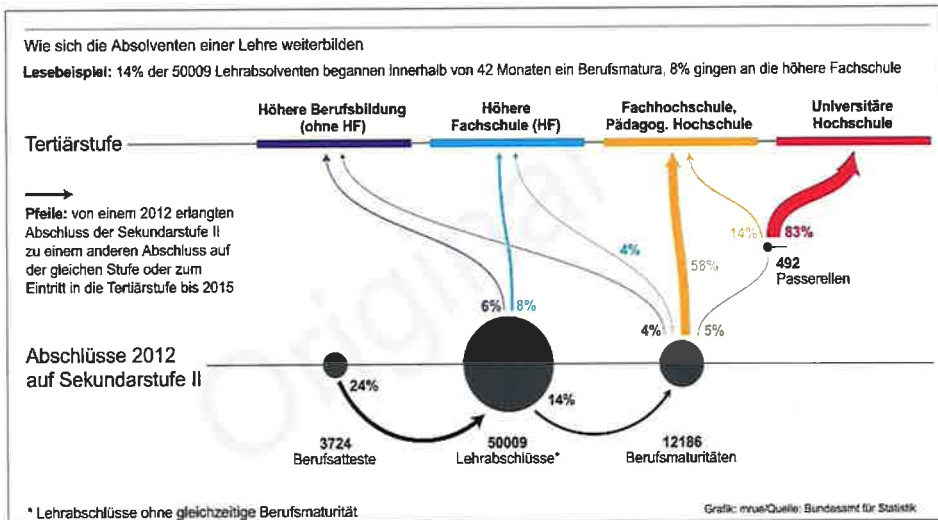 Wie sich die Absolventen einer Lehre weiterbilden
Lesebeispiel: 14% der 50009 Lehrabsolventen begannen innerhalb von 42 Monaten ein Berufsmatura, 8% gingen an die höhere Fachschule
Höhere Berufsbildung
(ohne HF)
Höhere
Fachschule (HF)
Fachhochschule,
Pädagog. Hochschule
Universitäre
Hochschule
Tertiärstufe
Pfeile: von einem 2012 erlangten
Abschluss der Sekundarstufe II
zu einem anderen Abschluss auf
der gleichen Stufe oder zum
Eintritt in die Tertiärstufe bis 2015
14%
83%
4%
58%
492
Passerellen
6%
8%
4%
5%
Abschlüsse 2012
auf Sekundarstufe II
24%
14%
3724
Berufsatteste
50009
Lehrabschlüsse*
12186
Berufsmaturitäten
* Lehrabschlüsse ohne gleichzeitige Berufsmaturität
Grafik: mrue/Quelle: Bundesamt für Statistik
Original